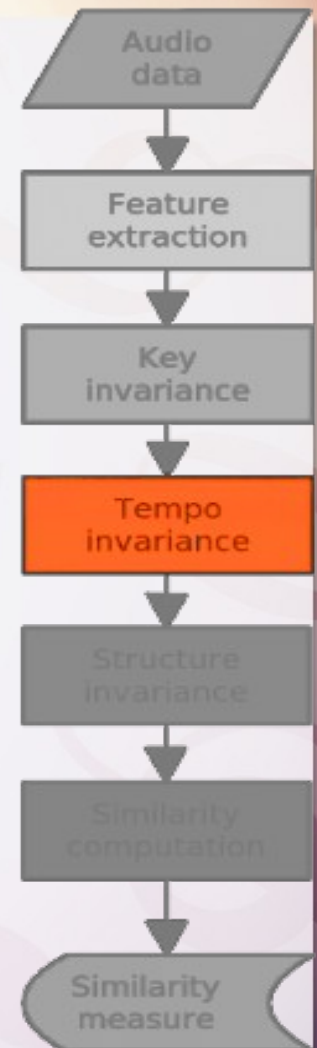 Audio
data
Feature
extraction
Key
invariance
Tempo
invariance
Structure
invariance
Similarity
computation
Similarity
measure